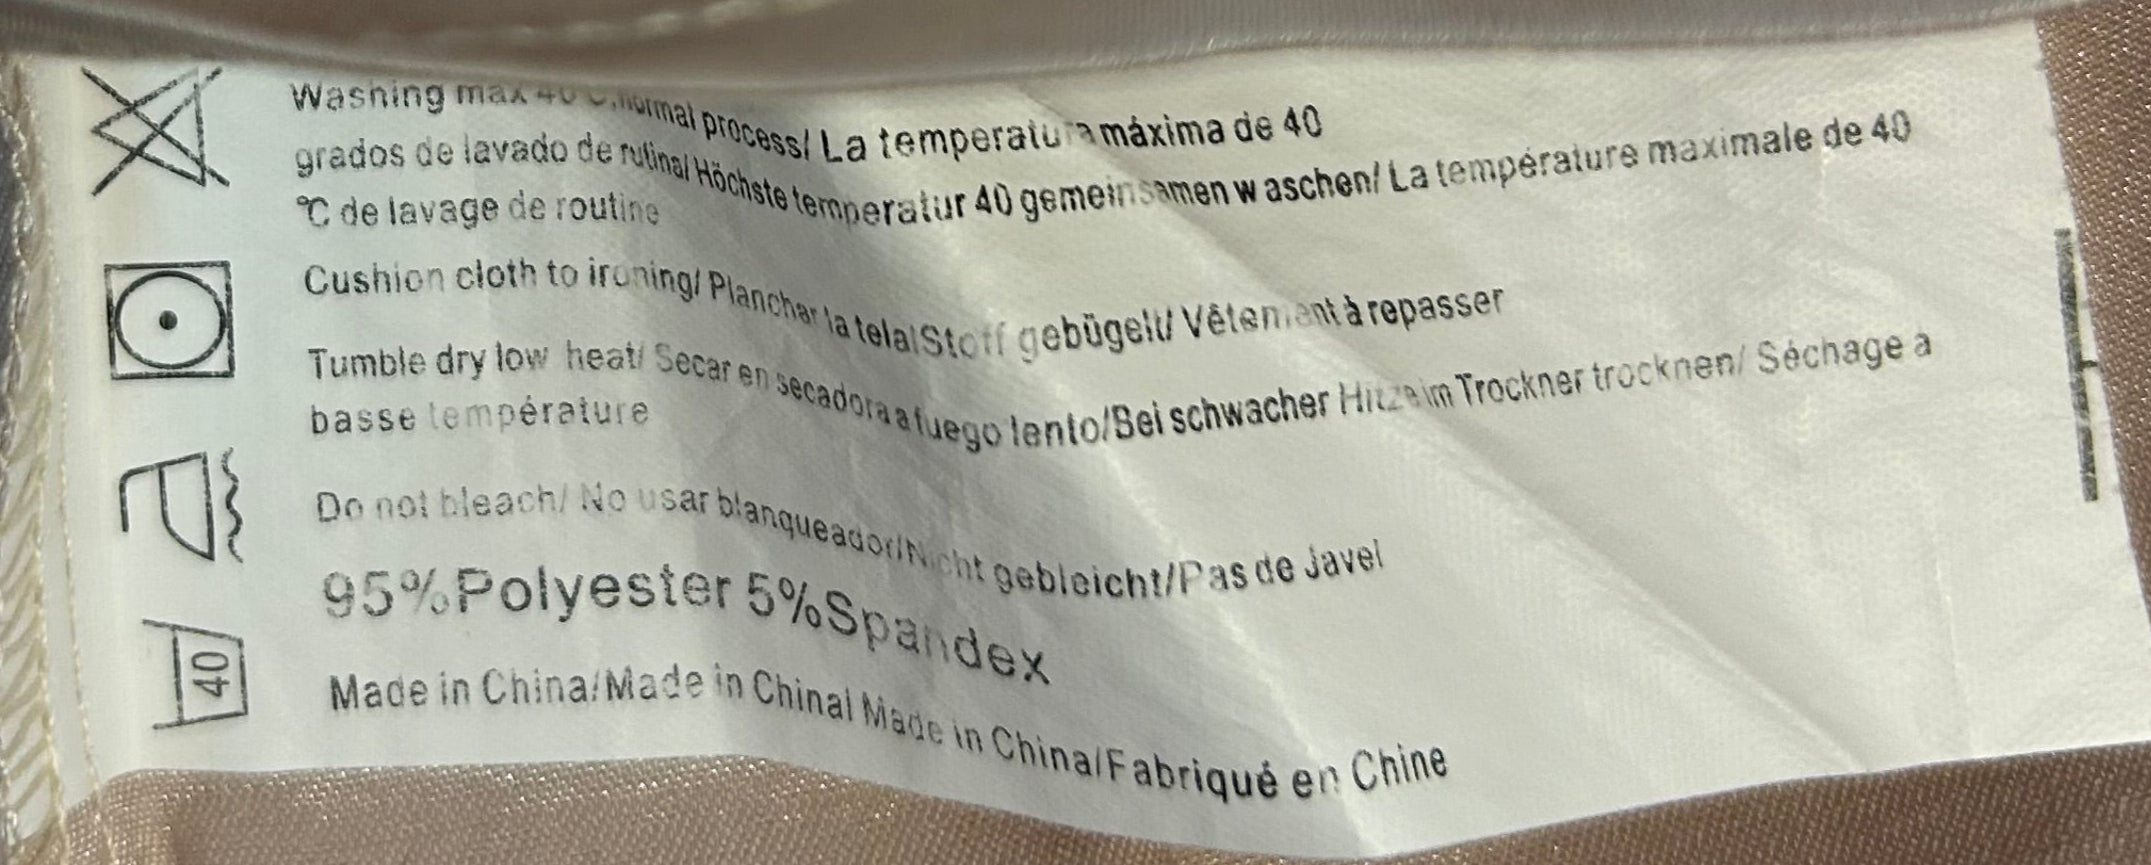 Washing max 40℃,normal process/ La temperatura máxima de 40
grados de lavado de rutina/ Höchste temperatur 40 gemeinsamen w aschen/ La température maximale de 40
℃ de lavage de routine
Cushion cloth to ironing/ Planchar la tela/Stoff gebügelt/ Vêtement à repasser
Tumble dry low heat/ Secar en secadora a fuego lento/Bei schwacher Hitze im Trockner trocknen/ Séchage a
basse température
Do not bleach/ No usar blanqueador/Nicht gebleicht/Pas de Javel
95%Polyester 5%Spandex
Made in China/Made in China/ Made in China/Fabriqué en Chine
40